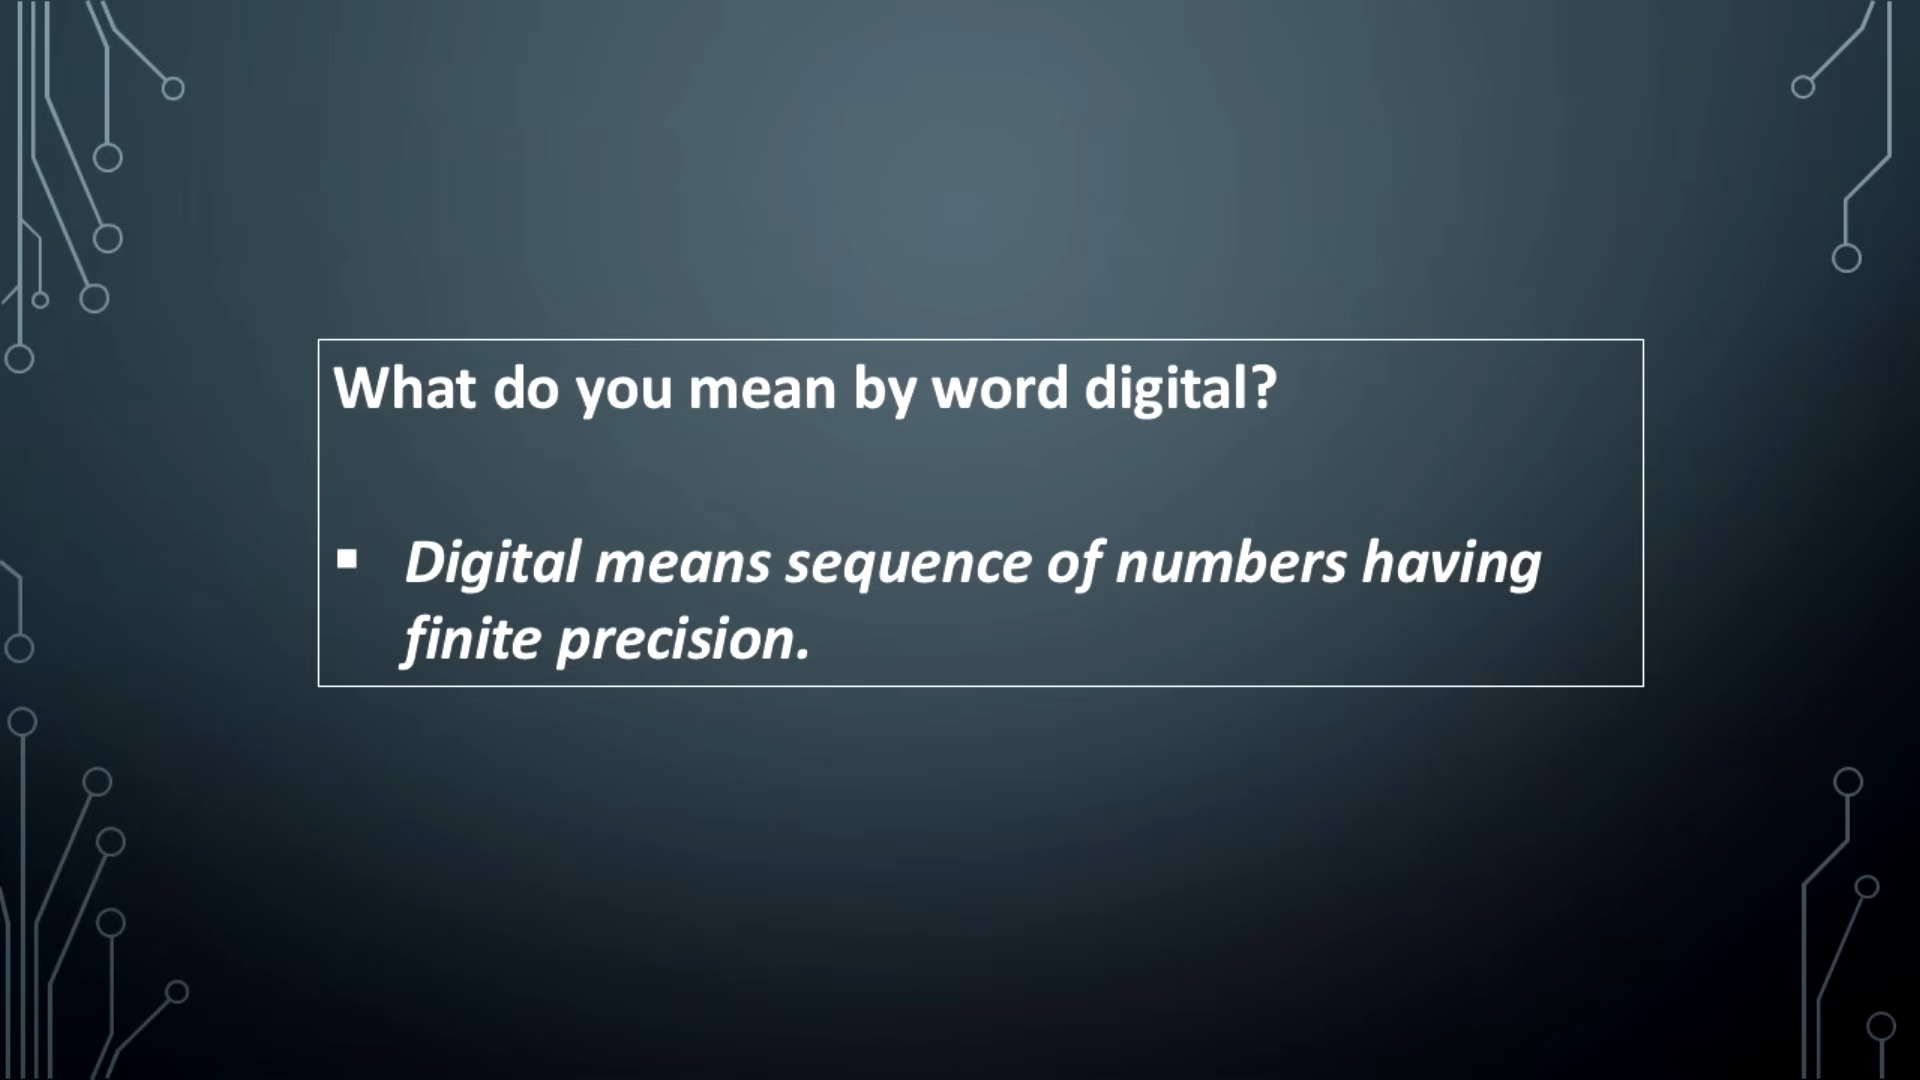 What do you mean by word digital?
▪ Digital means sequence of numbers having
finite precision.